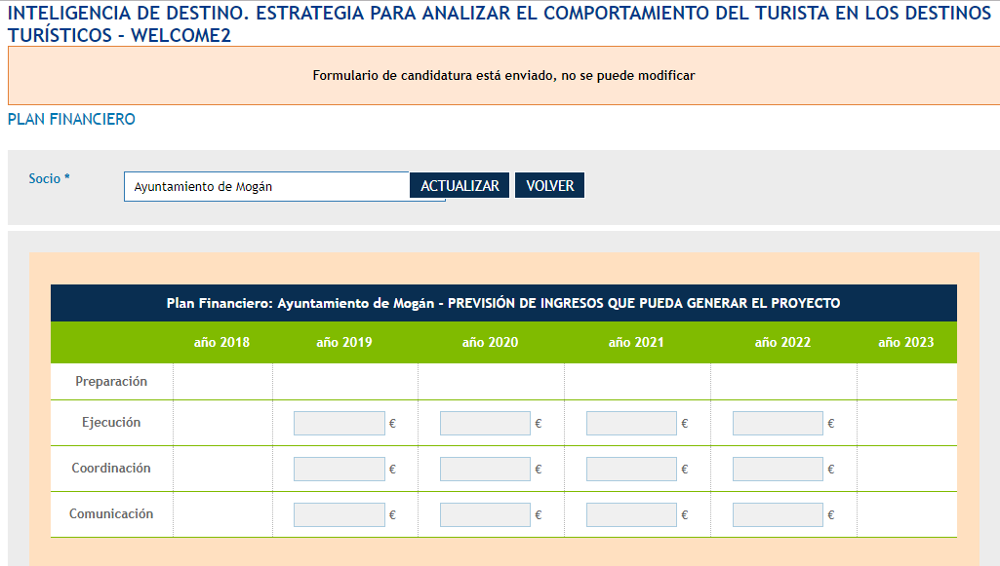 INTELIGENCIA DE DESTINO. ESTRATEGIA PARA ANALIZAR EL COMPORTAMIENTO DEL TURISTA EN LOS DESTINOS
TURÍSTICOS - WELCOME2
Formulario de candidatura está enviado, no se puede modificar
PLAN FINANCIERO
Socio * Ayuntamiento de Mogán ACTUALIZAR VOLVER
Plan Financiero: Ayuntamiento de Mogán - PREVISIÓN DE INGRESOS QUE PUEDA GENERAR EL PROYECTO
año 2018 año 2019 año 2020 año 2021 año 2022 año 2023
Preparación
Ejecución € € € €
Coordinación € € € €
Comunicación € € € €